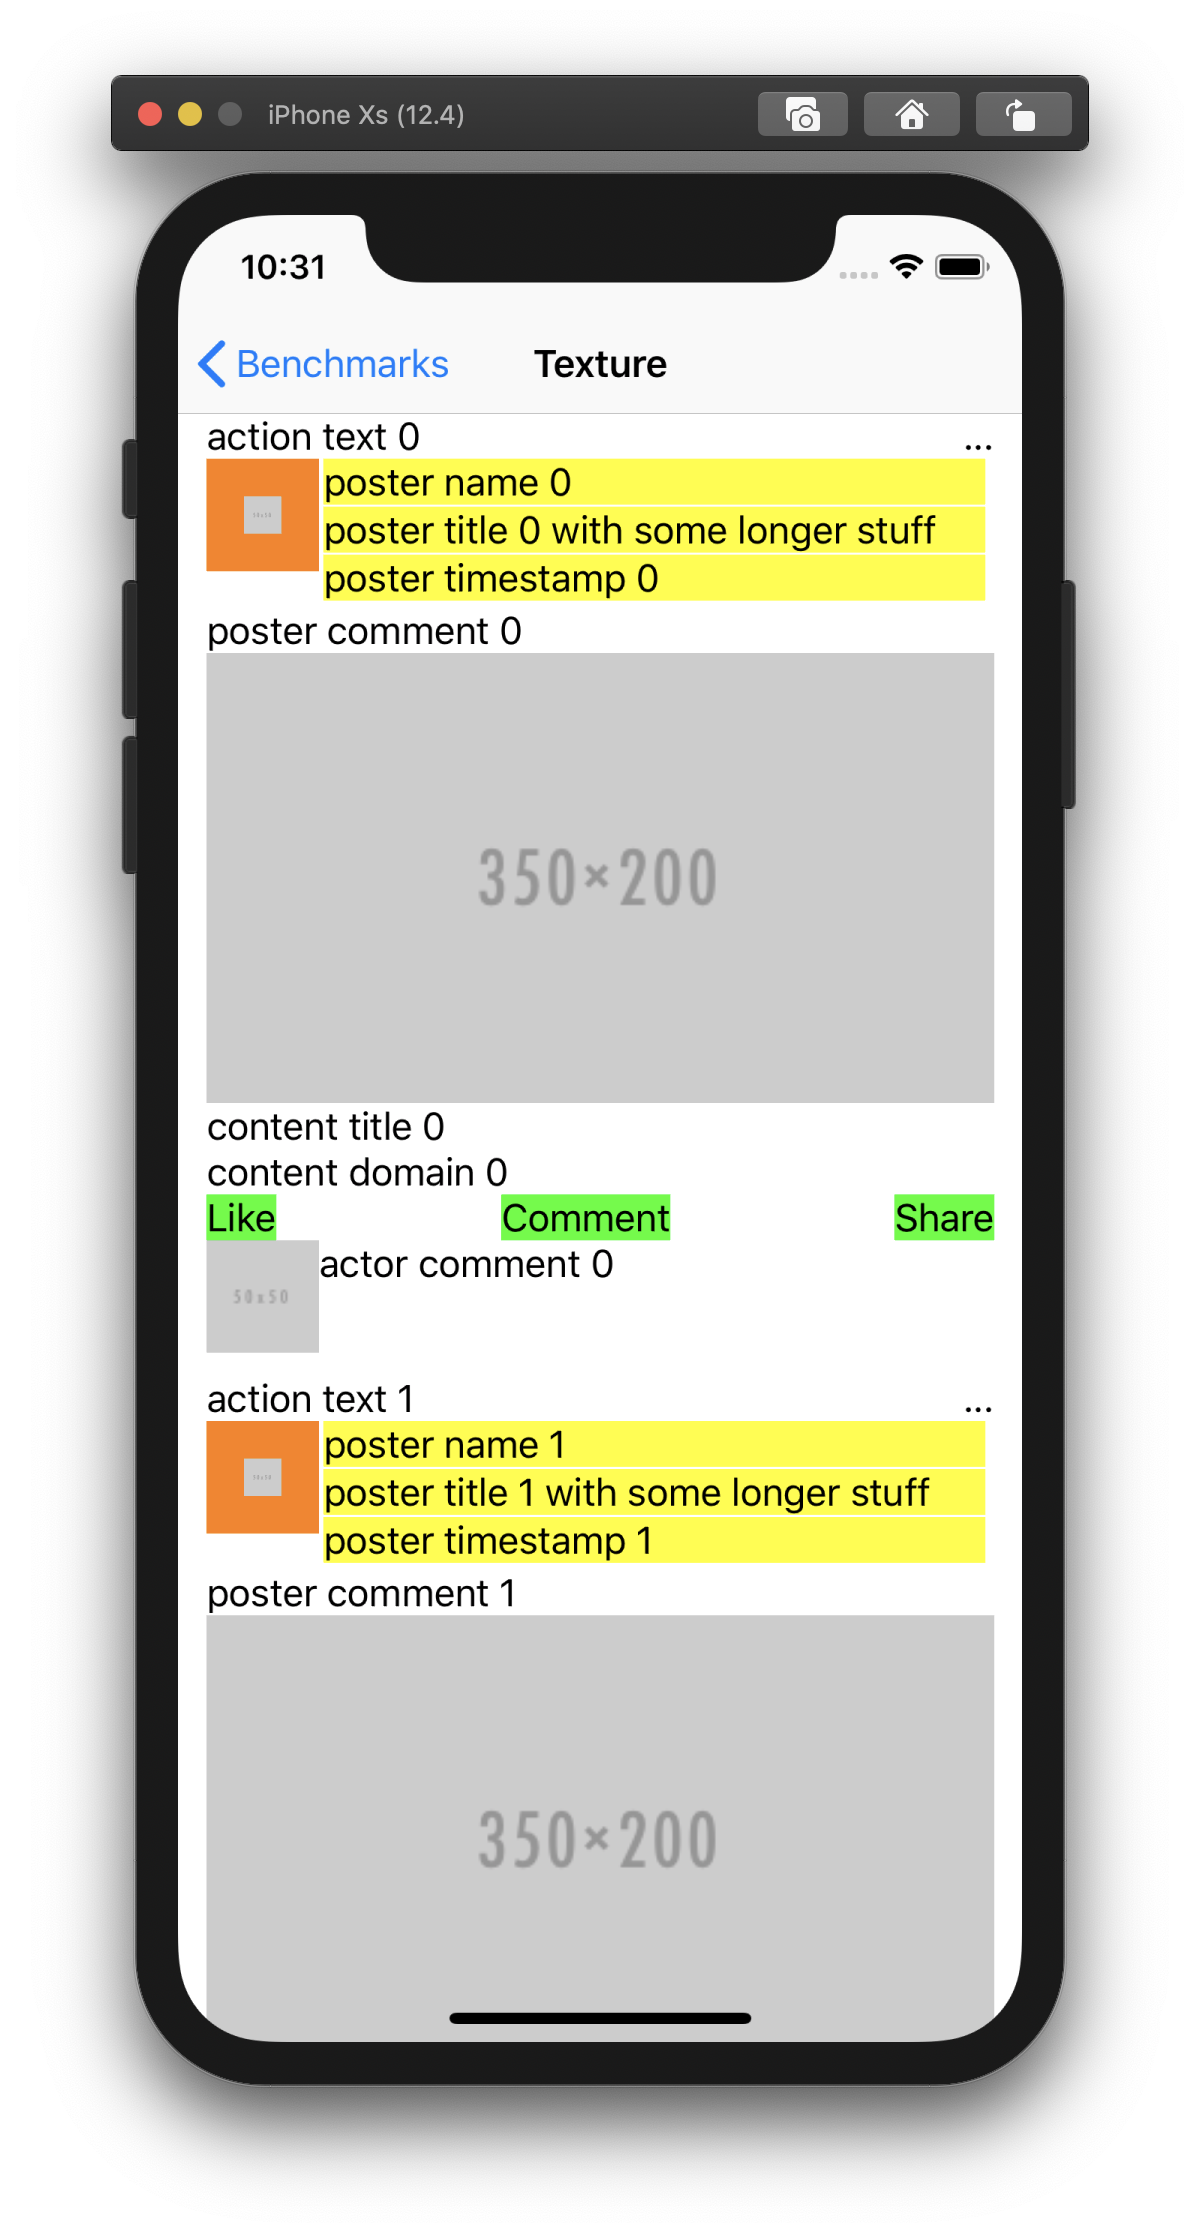 iPhone Xs (12.4)
10:31
Benchmarks Texture
action text 0 ...
poster name 0
poster title 0 with some longer stuff
poster timestamp 0
poster comment 0
350×200
content title 0
content domain 0
Like Comment Share
50x50 actor comment 0
action text 1 ...
poster name 1
poster title 1 with some longer stuff
poster timestamp 1
poster comment 1
350×200